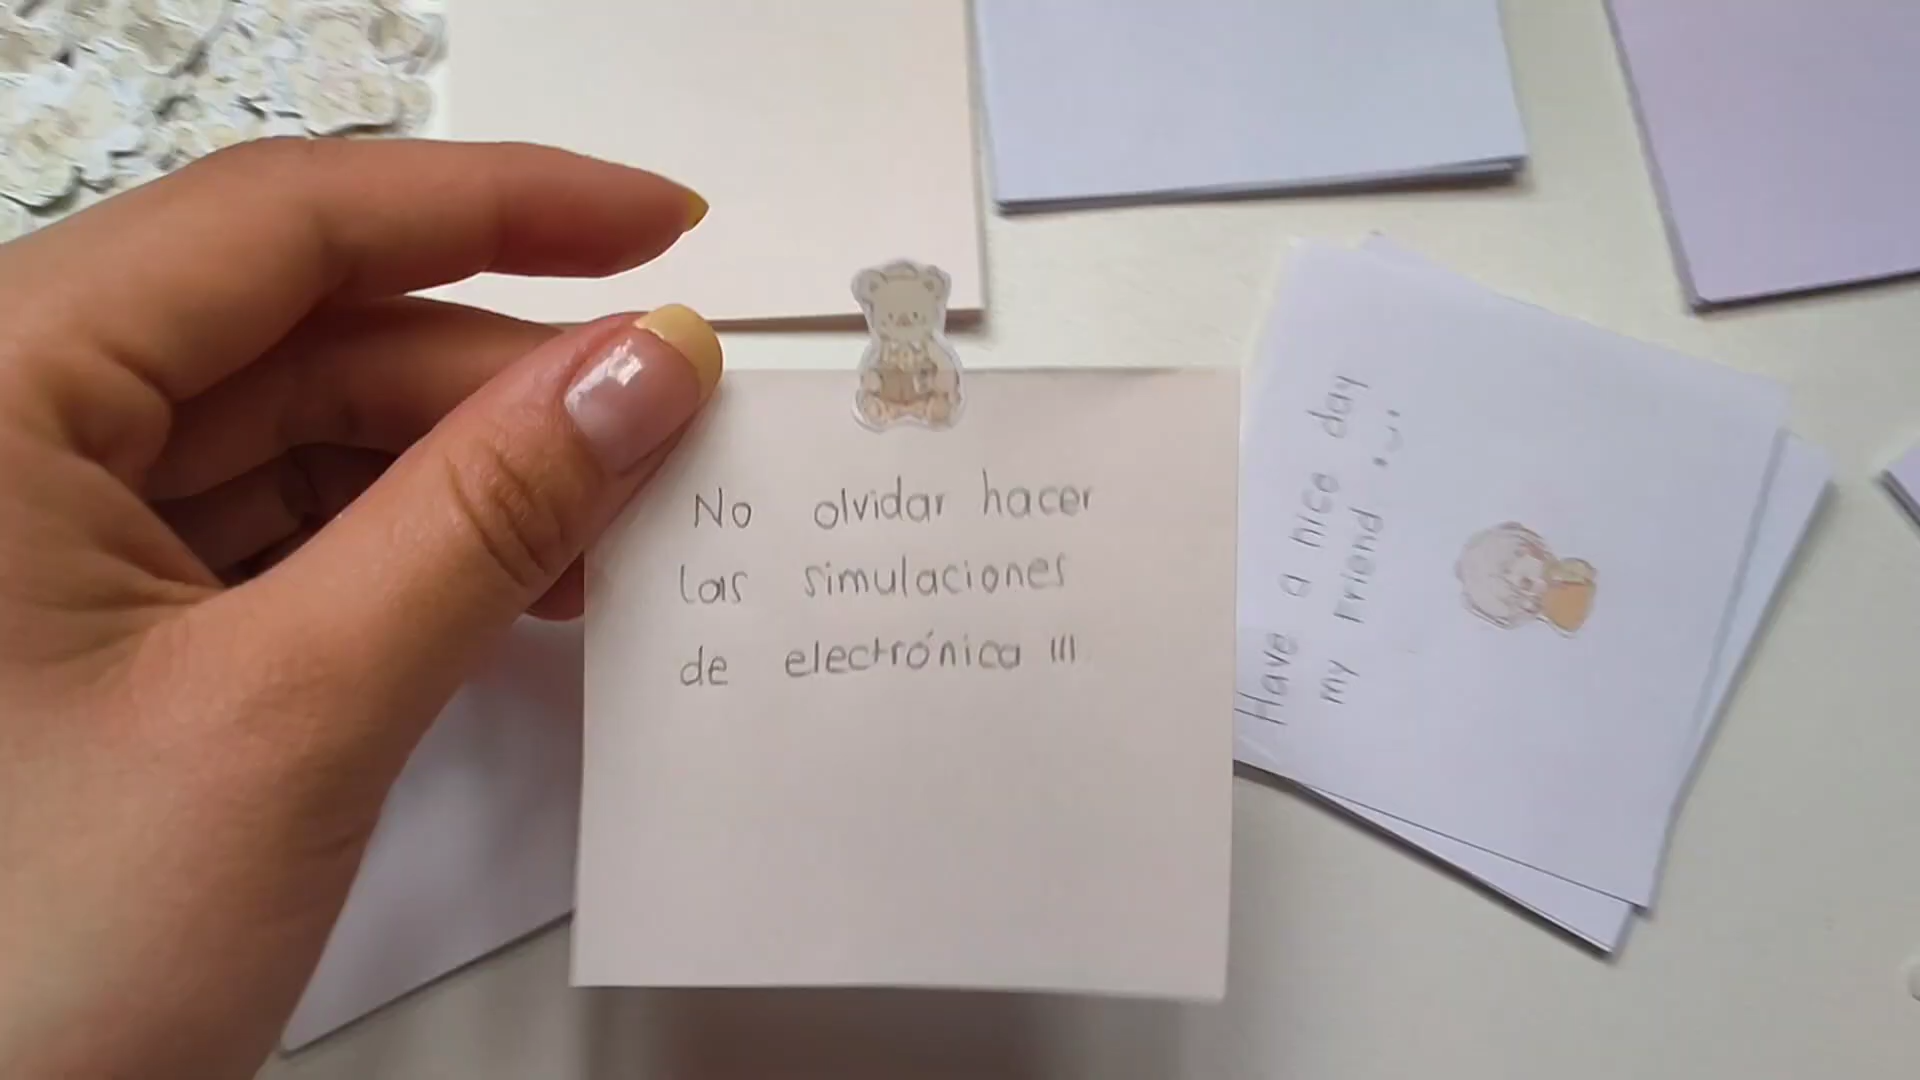 No olvidar hacer
las simulaciones
de electrónica !!!
Have a nice day
my friend